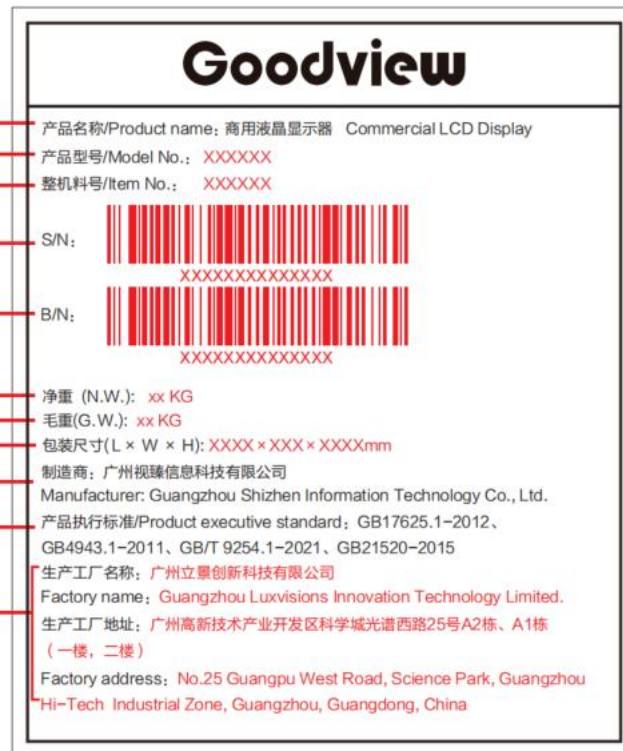 Goodview
产品名称/Product name：商用液晶显示器 Commercial LCD Display
产品型号/Model No.： XXXXXX
整机料号/Item No.： XXXXXX
S/N：
XXXXXXXXXXXXXX
B/N：
XXXXXXXXXXXXXX
净重 (N.W.): xx KG
毛重(G.W.): xx KG
包装尺寸(L × W × H): XXXX×XXX×XXXXmm
制造商：广州视臻信息科技有限公司
Manufacturer: Guangzhou Shizhen Information Technology Co., Ltd.
产品执行标准/Product executive standard：GB17625.1-2012、
GB4943.1-2011、GB/T 9254.1-2021、GB21520-2015
生产工厂名称：广州立景创新科技有限公司
Factory name：Guangzhou Luxvisions Innovation Technology Limited.
生产工厂地址：广州高新技术产业开发区科学城光谱西路25号A2栋、A1栋
（一楼，二楼）
Factory address：No.25 Guangpu West Road, Science Park, Guangzhou
Hi-Tech Industrial Zone, Guangzhou, Guangdong, China